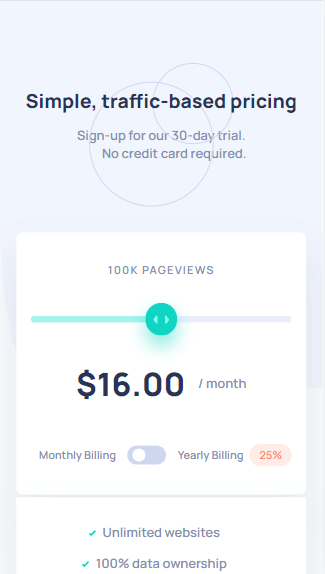 Simple, traffic-based pricing
Sign-up for our 30-day trial.
No credit card required.
100K PAGEVIEWS
$16.00 / month
Monthly Billing Yearly Billing 25%
Unlimited websites
100% data ownership